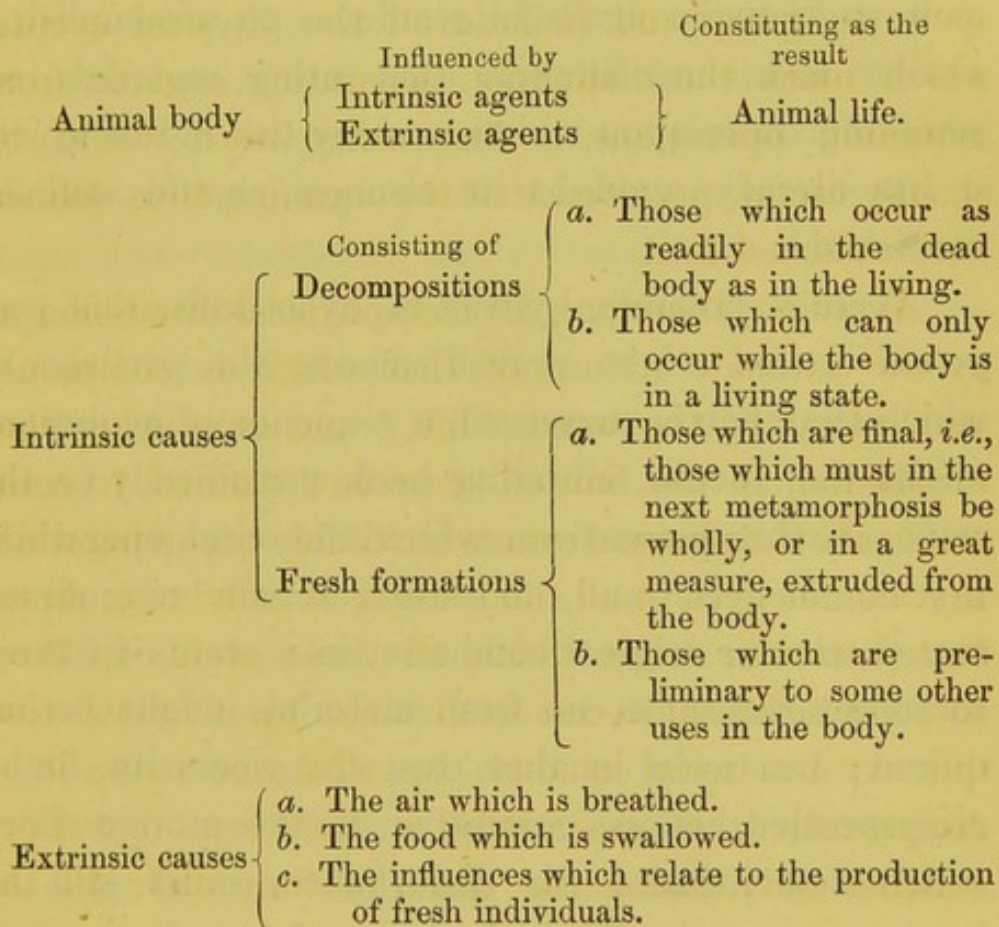 Influenced by
Constituting as the
result
Animal body
Intrinsic agents
Extrinsic agents
Animal life.
Intrinsic causes
Consisting of
Decompositions
a. Those which occur as
readily in the dead
body as in the living.
b. Those which can only
occur while the body is
in a living state.
Fresh formations
a. Those which are final, i.e.,
those which must in the
next metamorphosis be
wholly, or in a great
measure, extruded from
the body.
b. Those which are pre-
liminary to some other
uses in the body.
Extrinsic causes
a. The air which is breathed.
b. The food which is swallowed.
c. The influences which relate to the production
of fresh individuals.